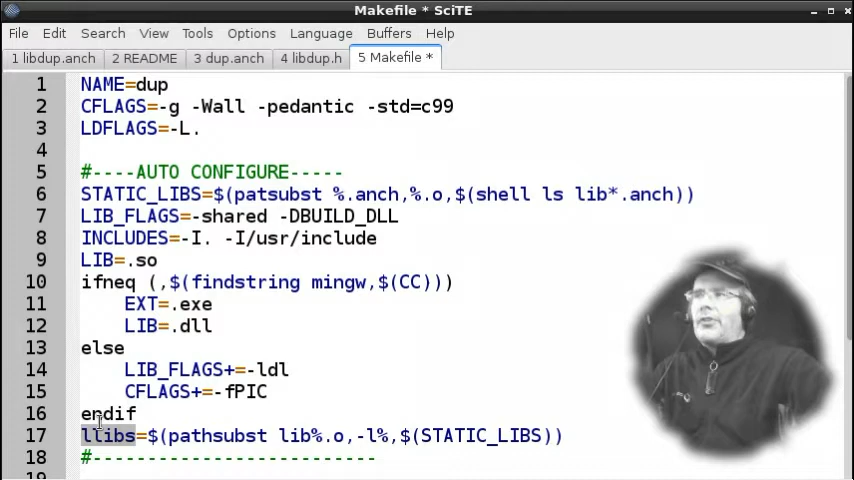 Makefile * SciTE
File Edit Search View Tools Options Language Buffers Help
1 libdup.anch 2 README 3 dup.anch 4 libdup.h 5 Makefile *
1 NAME=dup
2 CFLAGS=-g -Wall -pedantic -std=c99
3 LDFLAGS=-L.
4
5 #----AUTO CONFIGURE-----
6 STATIC_LIBS=$(patsubst %.anch,%.o,$(shell ls lib*.anch))
7 LIB_FLAGS=-shared -DBUILD_DLL
8 INCLUDES=-I. -I/usr/include
9 LIB=.so
10 ifneq (,$(findstring mingw,$(CC)))
11 EXT=.exe
12 LIB=.dll
13 else
14 LIB_FLAGS+=-ldl
15 CFLAGS+=-fPIC
16 endif
17 llibs=$(pathsubst lib%.o,-l%,$(STATIC_LIBS))
18 #--------------------------
19